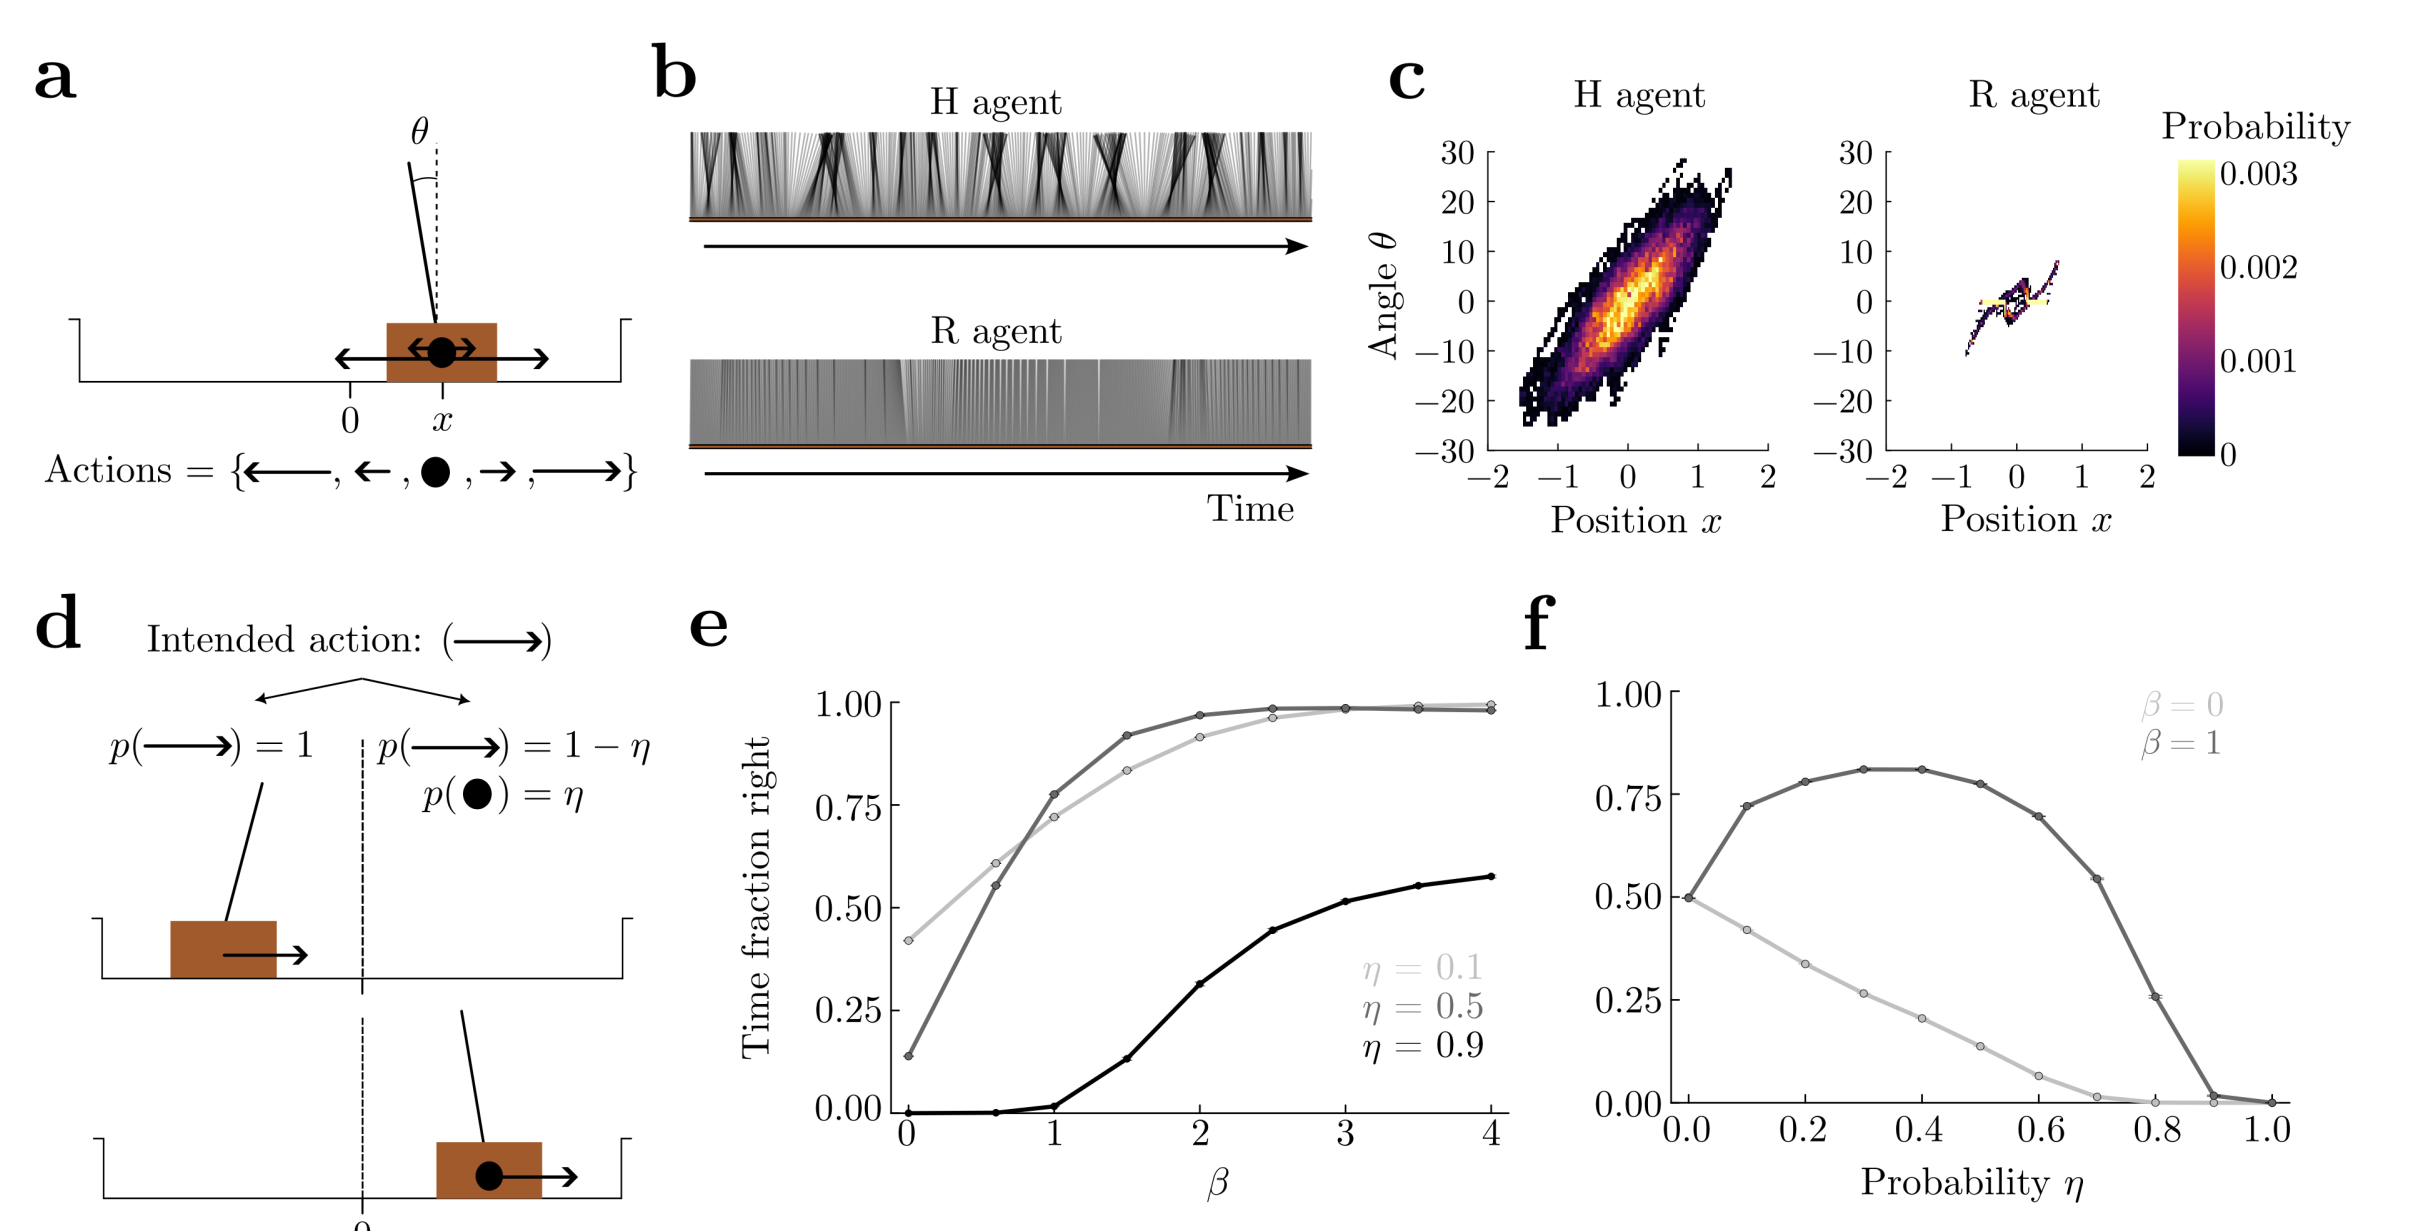 a
θ
0
x
Actions = {⟵, ←, ●, →, ⟶}
b
H agent
R agent
Time
c
H agent
R agent
Probability
Angle θ
30
20
10
0
−10
−20
−30
−2 −1 0 1 2
Position x
30
20
10
0
−10
−20
−30
−2 −1 0 1 2
Position x
0.003
0.002
0.001
0
d
Intended action: (⟶)
p(⟶) = 1
p(⟶) = 1 − η
p(●) = η
0
e
Time fraction right
1.00
0.75
0.50
0.25
0.00
0 1 2 3 4
β
η = 0.1
η = 0.5
η = 0.9
f
1.00
0.75
0.50
0.25
0.00
0.0 0.2 0.4 0.6 0.8 1.0
Probability η
β = 0
β = 1